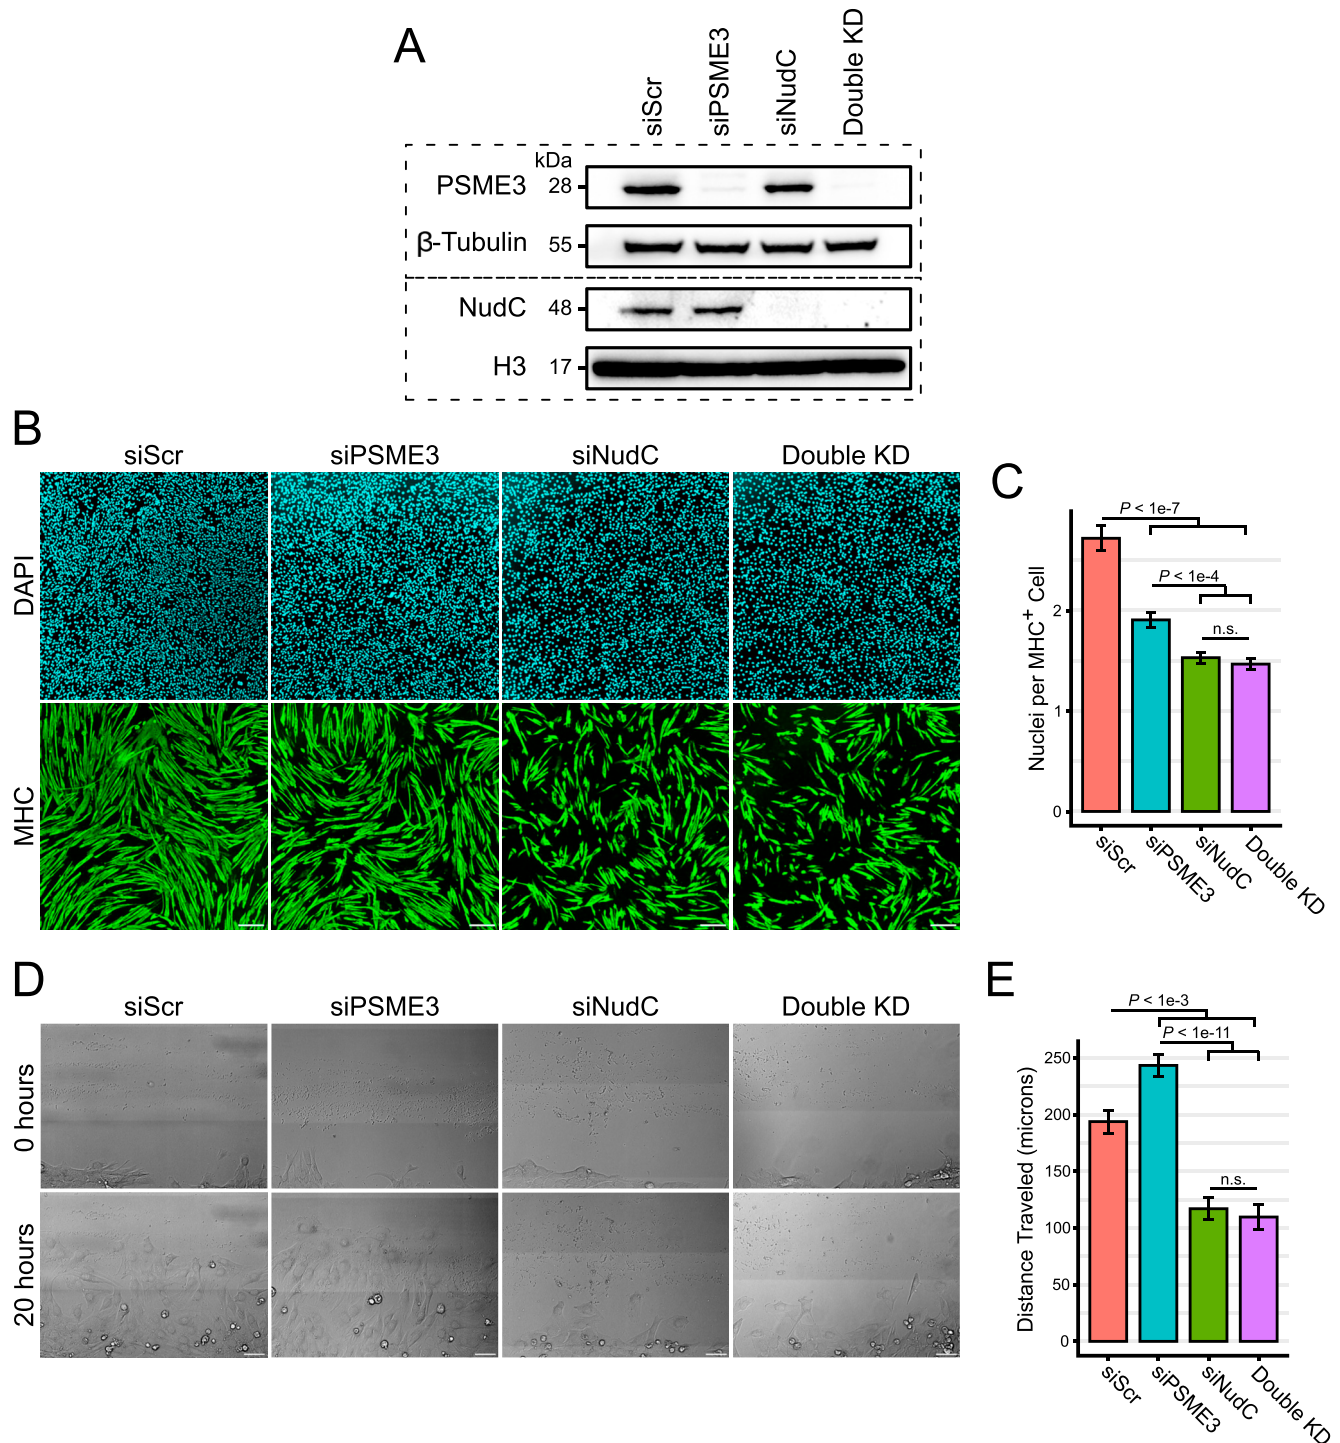 A
siScr
siPSME3
siNudC
Double KD
kDa
PSME3 28
β-Tubulin 55
NudC 48
H3 17
B
siScr siPSME3 siNudC Double KD
DAPI
MHC
C
P < 1e-7
P < 1e-4
n.s.
Nuclei per MHC+ Cell
2
1
0
siScr
siPSME3
siNudC
Double KD
D
siScr siPSME3 siNudC Double KD
0 hours
20 hours
E
P < 1e-3
P < 1e-11
n.s.
Distance Traveled (microns)
250
200
150
100
50
0
siScr
siPSME3
siNudC
Double KD